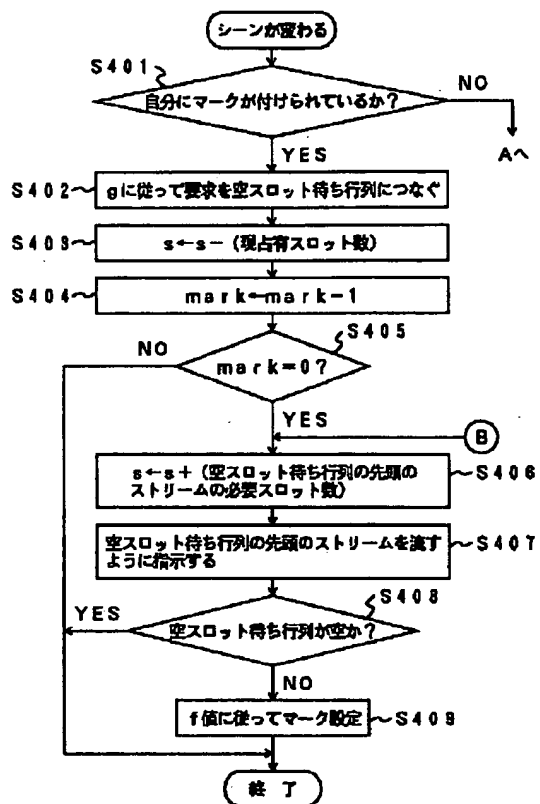 シーンが変わる
S401
自分にマークが付けられているか?
NO
Aへ
YES
S402
gに従って要求を空スロット待ち行列につなぐ
S403
s←s-(現占有スロット数)
S404
mark←mark-1
S405
mark=0?
NO
YES
B
s←s+(空スロット待ち行列の先頭の
ストリームの必要スロット数)
S406
空スロット待ち行列の先頭のストリームを流す
ように指示する
S407
S408
空スロット待ち行列が空か?
YES
NO
f値に従ってマーク設定
S409
終 了